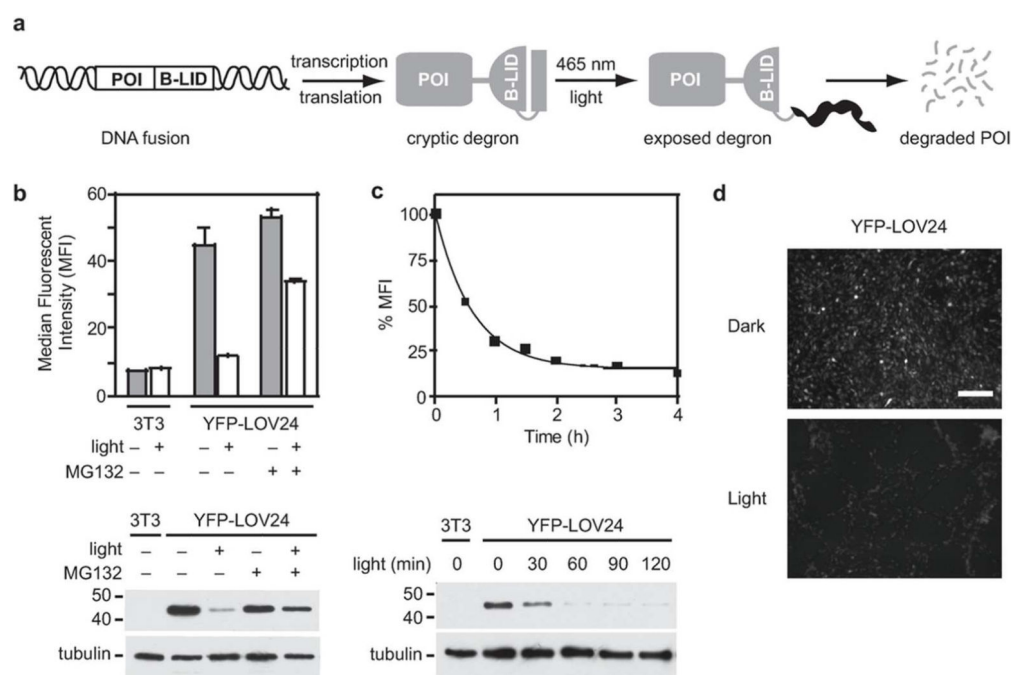 a
transcription
translation
465 nm
light
POI B-LID
POI
B-LID
POI
B-LID
DNA fusion
cryptic degron
exposed degron
degraded POI
b
Median Fluorescent
Intensity (MFI)
60
40
20
0
3T3
YFP-LOV24
light – + – + – +
MG132 – – – – + +
3T3
YFP-LOV24
light – – + – +
MG132 – – – + +
50
40
tubulin
c
% MFI
100
75
50
25
0
0 1 2 3 4
Time (h)
3T3
YFP-LOV24
light (min) 0 0 30 60 90 120
50
40
tubulin
d
YFP-LOV24
Dark
Light